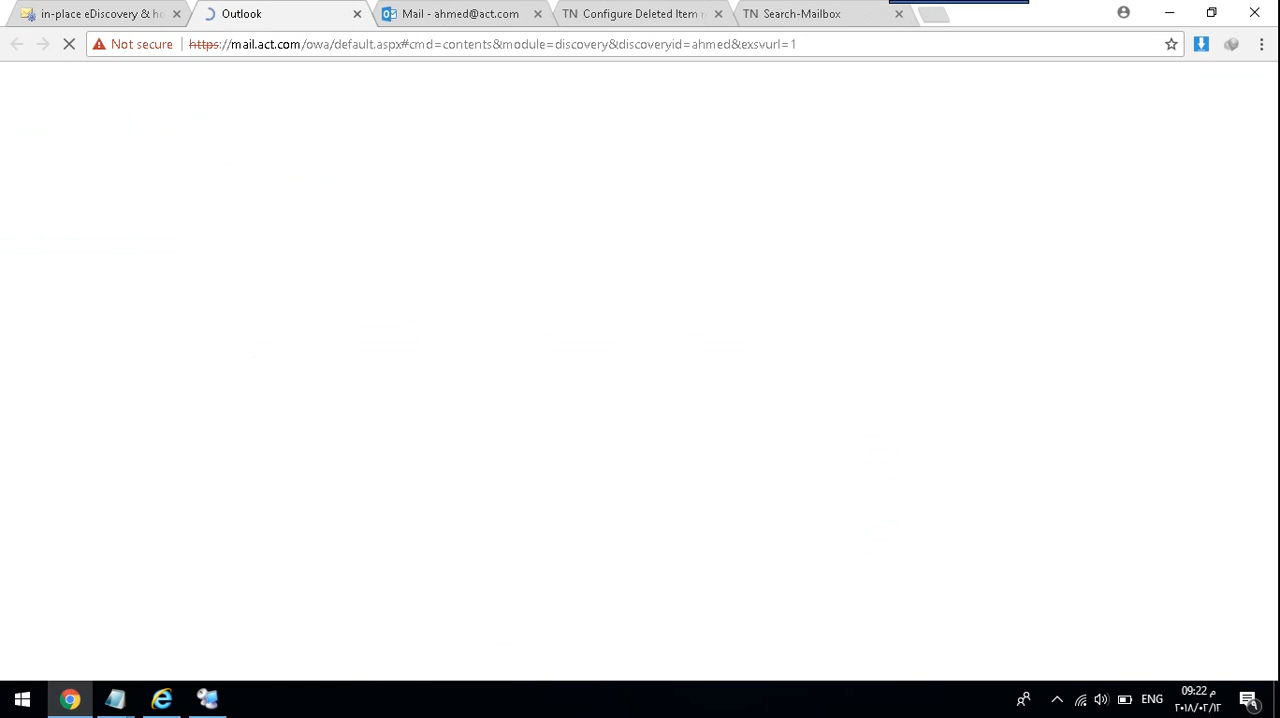 in-place eDiscovery & ho
Outlook
Mail - ahmed@act.com
TN Configure Deleted Item r
TN Search-Mailbox
Not secure https://mail.act.com/owa/default.aspx#cmd=contents&module=discovery&discoveryid=ahmed&exsvurl=1
ENG
09:22 م
٢٠١٨/٠٢/١٢
٩